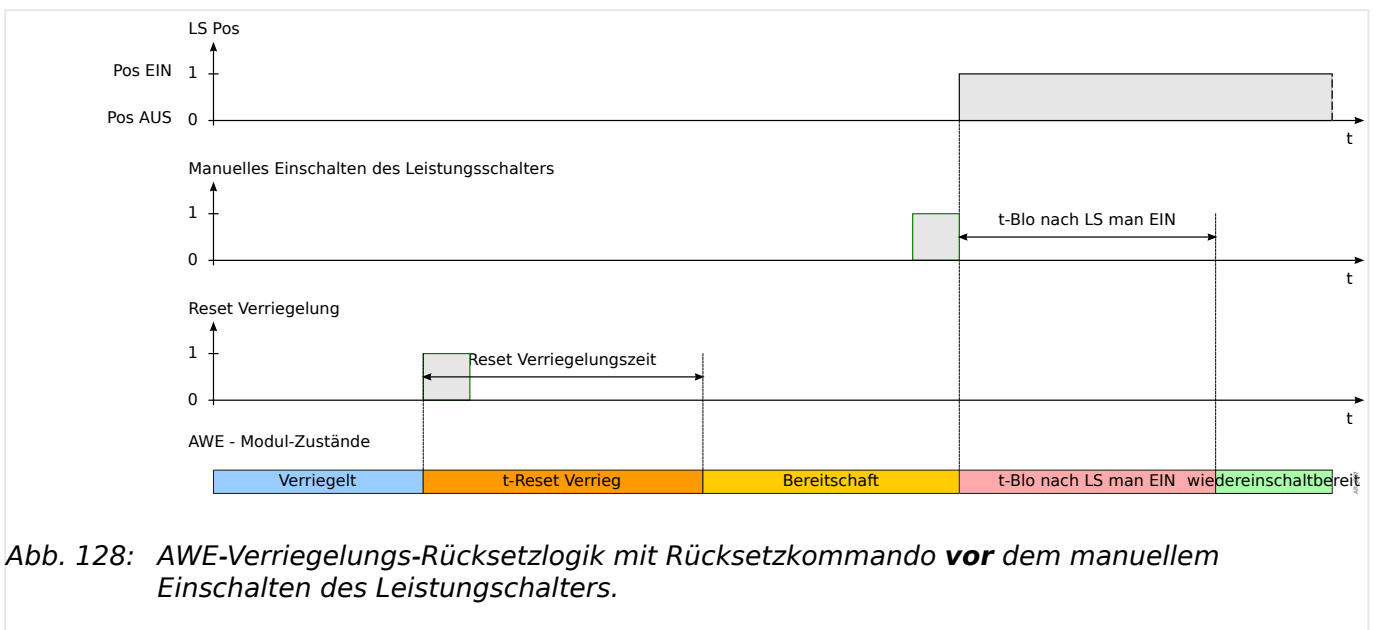 LS Pos
Pos EIN 1
Pos AUS 0
t
Manuelles Einschalten des Leistungsschalters
1
t-Blo nach LS man EIN
0
t
Reset Verriegelung
1
Reset Verriegelungszeit
0
t
AWE - Modul-Zustände
Verriegelt t-Reset Verrieg Bereitschaft t-Blo nach LS man EIN wiedereinschaltbereit
Abb. 128: AWE-Verriegelungs-Rücksetzlogik mit Rücksetzkommando vor dem manuellem
Einschalten des Leistungschalters.